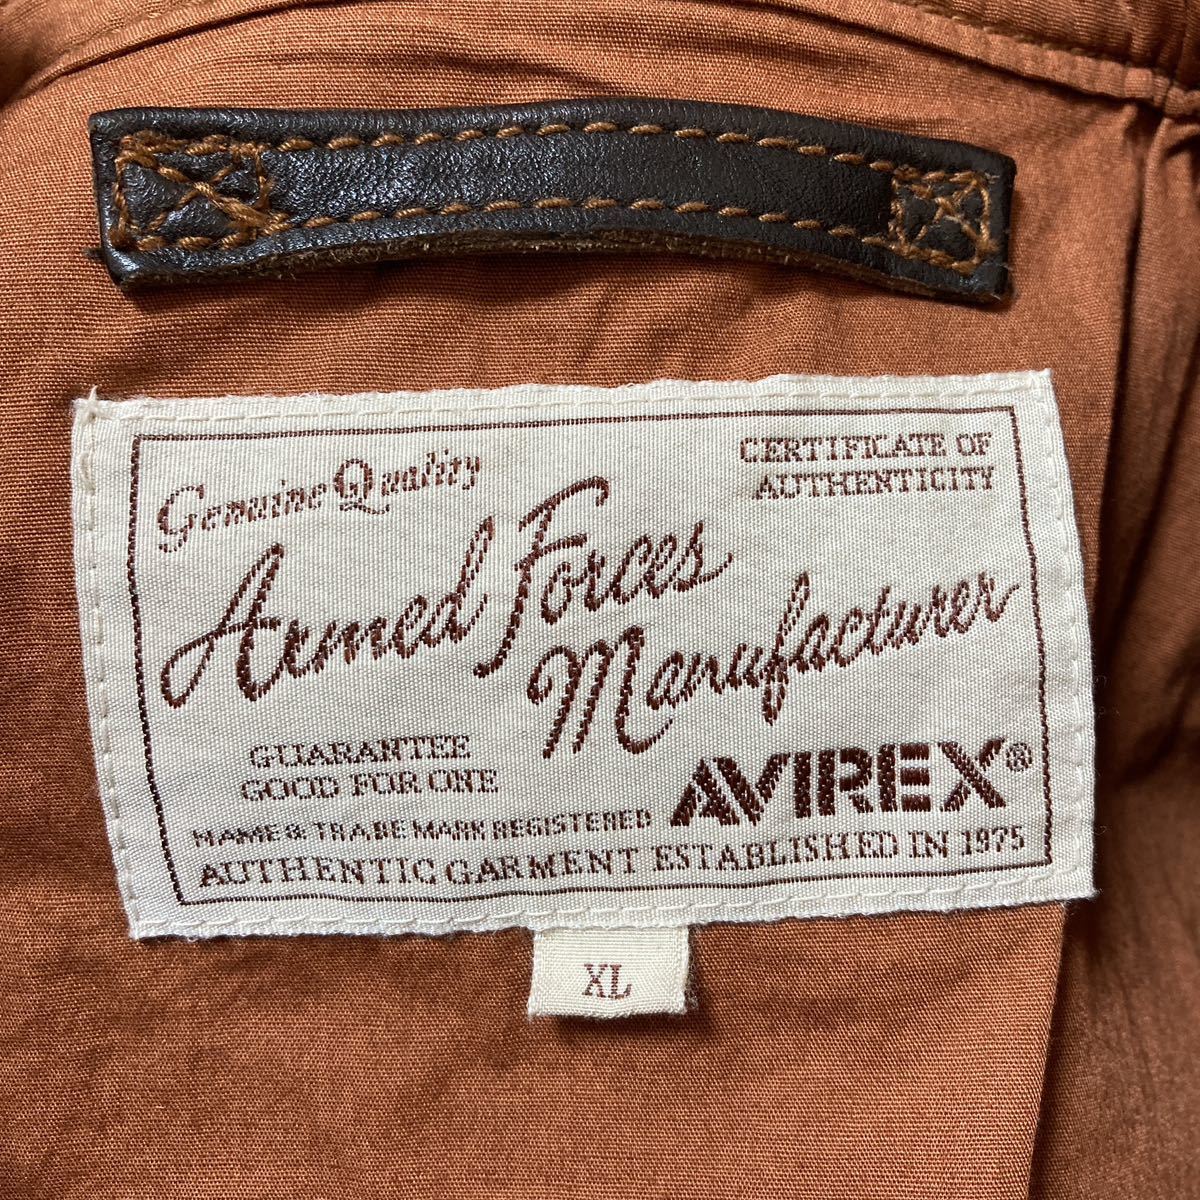 Genuine Quality
CERTIFICATE OF
AUTHENTICITY
Armed Forces
Manufacturer
GUARANTEE
GOOD FOR ONE
AVIREX®
NAME & TRADE MARK REGISTERED
AUTHENTIC GARMENT ESTABLISHED IN 1975
XL